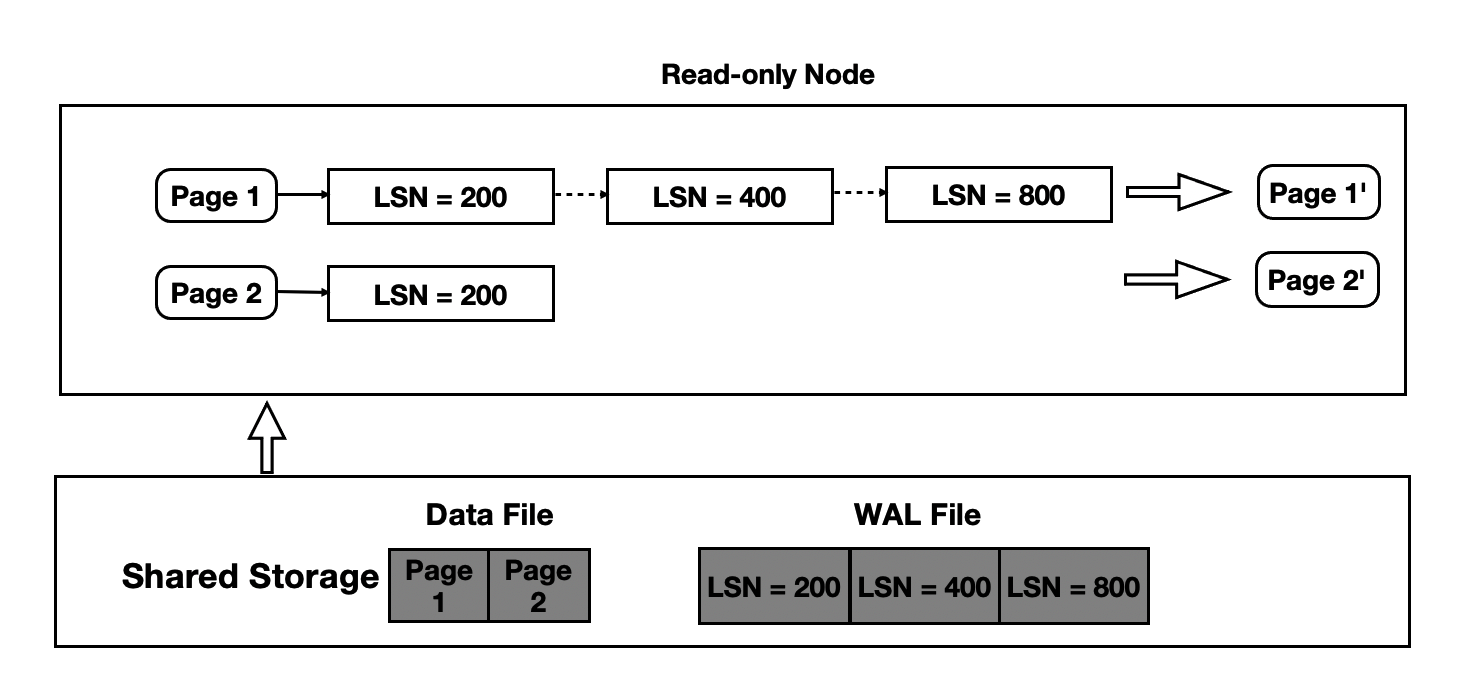 Read-only Node
Page 1
LSN = 200
LSN = 400
LSN = 800
Page 1'
Page 2
LSN = 200
Page 2'
Data File
WAL File
Shared Storage
Page
1
Page
2
LSN = 200
LSN = 400
LSN = 800